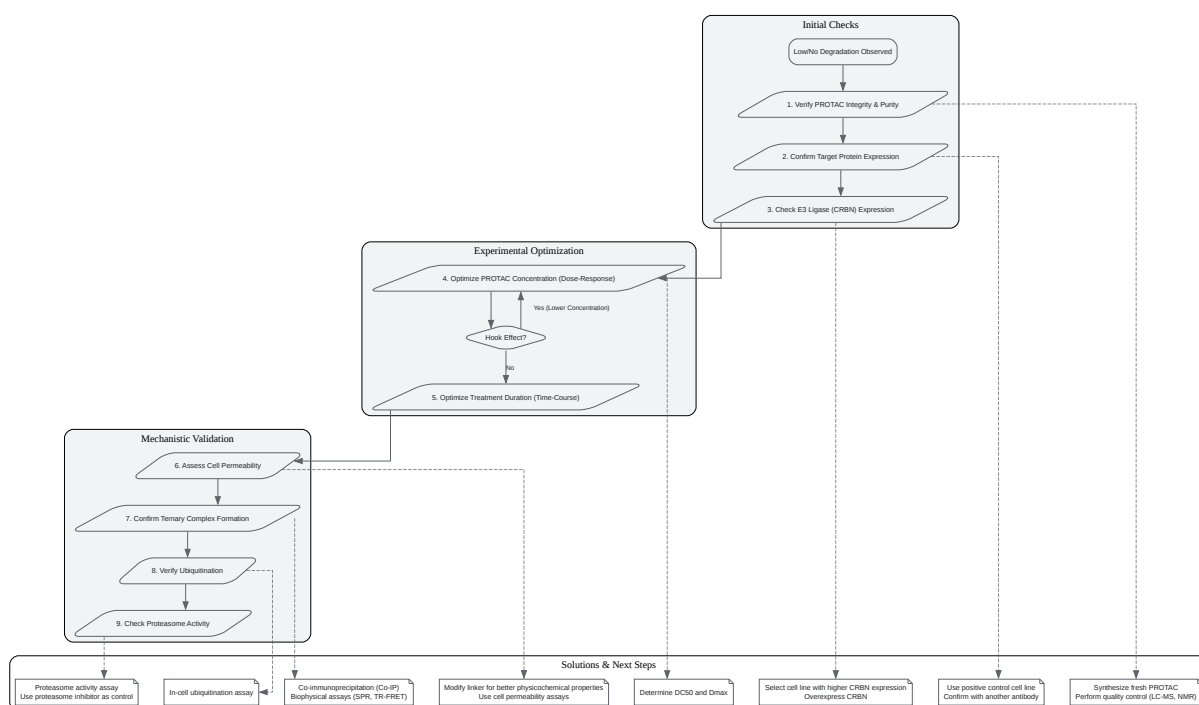 Initial Checks
Low/No Degradation Observed
1. Verify PROTAC Integrity & Purity
2. Confirm Target Protein Expression
3. Check E3 Ligase (CRBN) Expression
Experimental Optimization
4. Optimize PROTAC Concentration (Dose-Response)
Yes (Lower Concentration)
Hook Effect?
No
5. Optimize Treatment Duration (Time-Course)
Mechanistic Validation
6. Assess Cell Permeability
7. Confirm Ternary Complex Formation
8. Verify Ubiquitination
9. Check Proteasome Activity
Solutions & Next Steps
Proteasome activity assay
Use proteasome inhibitor as control
In-cell ubiquitination assay
Co-immunoprecipitation (Co-IP)
Biophysical assays (SPR, TR-FRET)
Modify linker for better physicochemical properties
Use cell permeability assays
Determine DC50 and Dmax
Select cell line with higher CRBN expression
Overexpress CRBN
Use positive control cell line
Confirm with another antibody
Synthesize fresh PROTAC
Perform quality control (LC-MS, NMR)